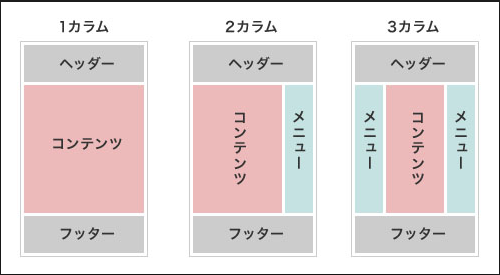 1カラム
ヘッダー
コンテンツ
フッター
2カラム
ヘッダー
コンテンツ
メニュー
フッター
3カラム
ヘッダー
メニュー
コンテンツ
メニュー
フッター